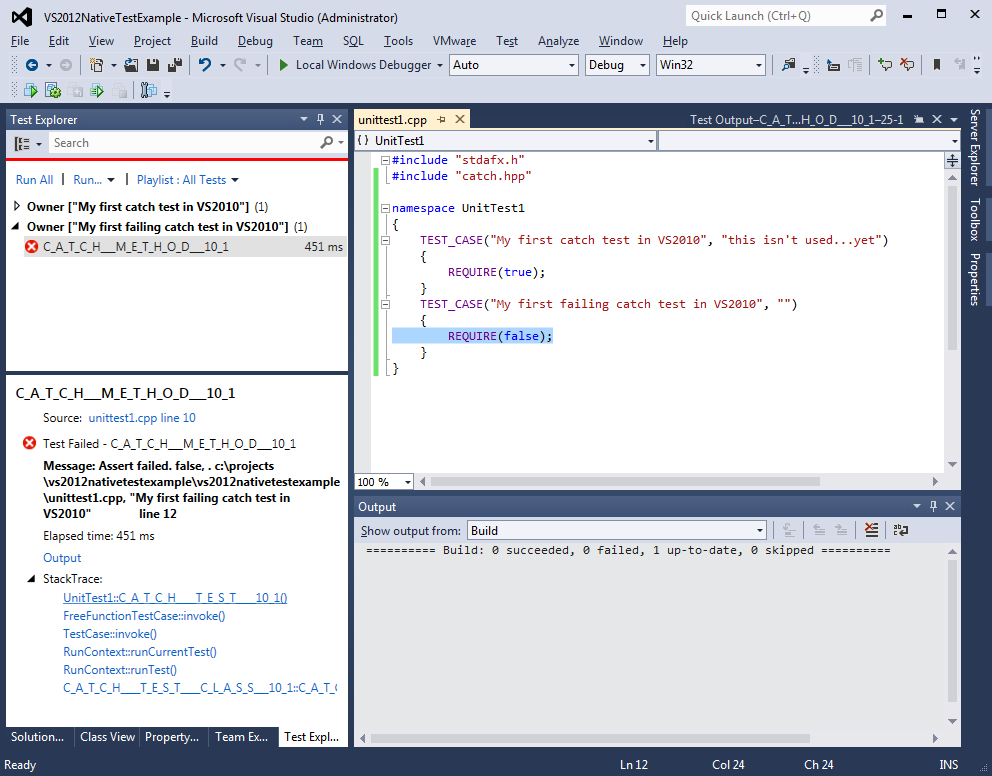 VS2012NativeTestExample - Microsoft Visual Studio (Administrator)
Quick Launch (Ctrl+Q)
File Edit View Project Build Debug Team SQL Tools VMware Test Analyze Window Help
Local Windows Debugger Auto Debug Win32
Test Explorer
Search
Run All | Run... | Playlist : All Tests
Owner ["My first catch test in VS2010"] (1)
Owner ["My first failing catch test in VS2010"] (1)
C_A_T_C_H___M_E_T_H_O_D___10_1 451 ms
C_A_T_C_H___M_E_T_H_O_D___10_1
Source: unittest1.cpp line 10
Test Failed - C_A_T_C_H___M_E_T_H_O_D___10_1
Message: Assert failed. false, . c:\projects
\vs2012nativetestexample\vs2012nativetestexample
\unittest1.cpp, "My first failing catch test in
VS2010" line 12
Elapsed time: 451 ms
Output
StackTrace:
UnitTest1::C_A_T_C_H____T_E_S_T____10_1()
FreeFunctionTestCase::invoke()
TestCase::invoke()
RunContext::runCurrentTest()
RunContext::runTest()
C_A_T_C_H____T_E_S_T____C_L_A_S_S___10_1::C_A_T_C
Solution... Class View Property... Team Ex... Test Expl...
unittest1.cpp
Test Output–C_A_T...H_O_D___10_1–25-1
{} UnitTest1
#include "stdafx.h"
#include "catch.hpp"
namespace UnitTest1
{
TEST_CASE("My first catch test in VS2010", "this isn't used...yet")
{
REQUIRE(true);
}
TEST_CASE("My first failing catch test in VS2010", "")
{
REQUIRE(false);
}
}
100 %
Output
Show output from: Build
========== Build: 0 succeeded, 0 failed, 1 up-to-date, 0 skipped ==========
Server Explorer
Toolbox
Properties
Ready Ln 12 Col 24 Ch 24 INS